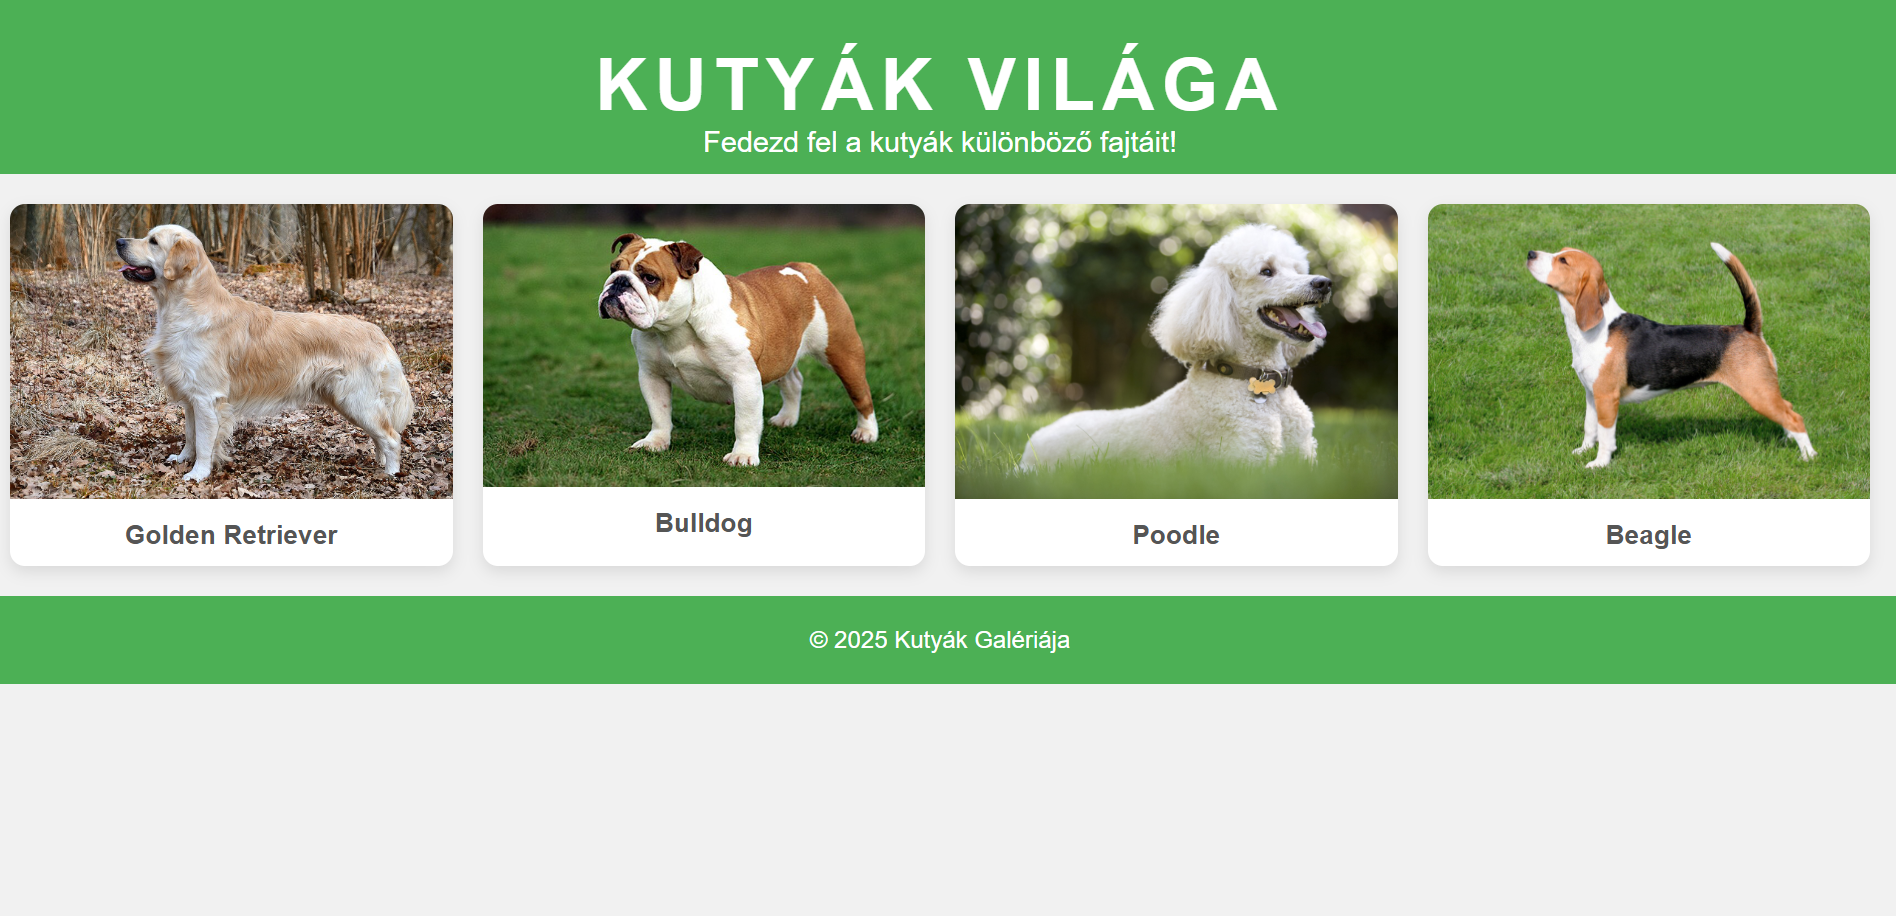 KUTYÁK VILÁGA
Fedezd fel a kutyák különböző fajtáit!
Golden Retriever
Bulldog
Poodle
Beagle
© 2025 Kutyák Galériája